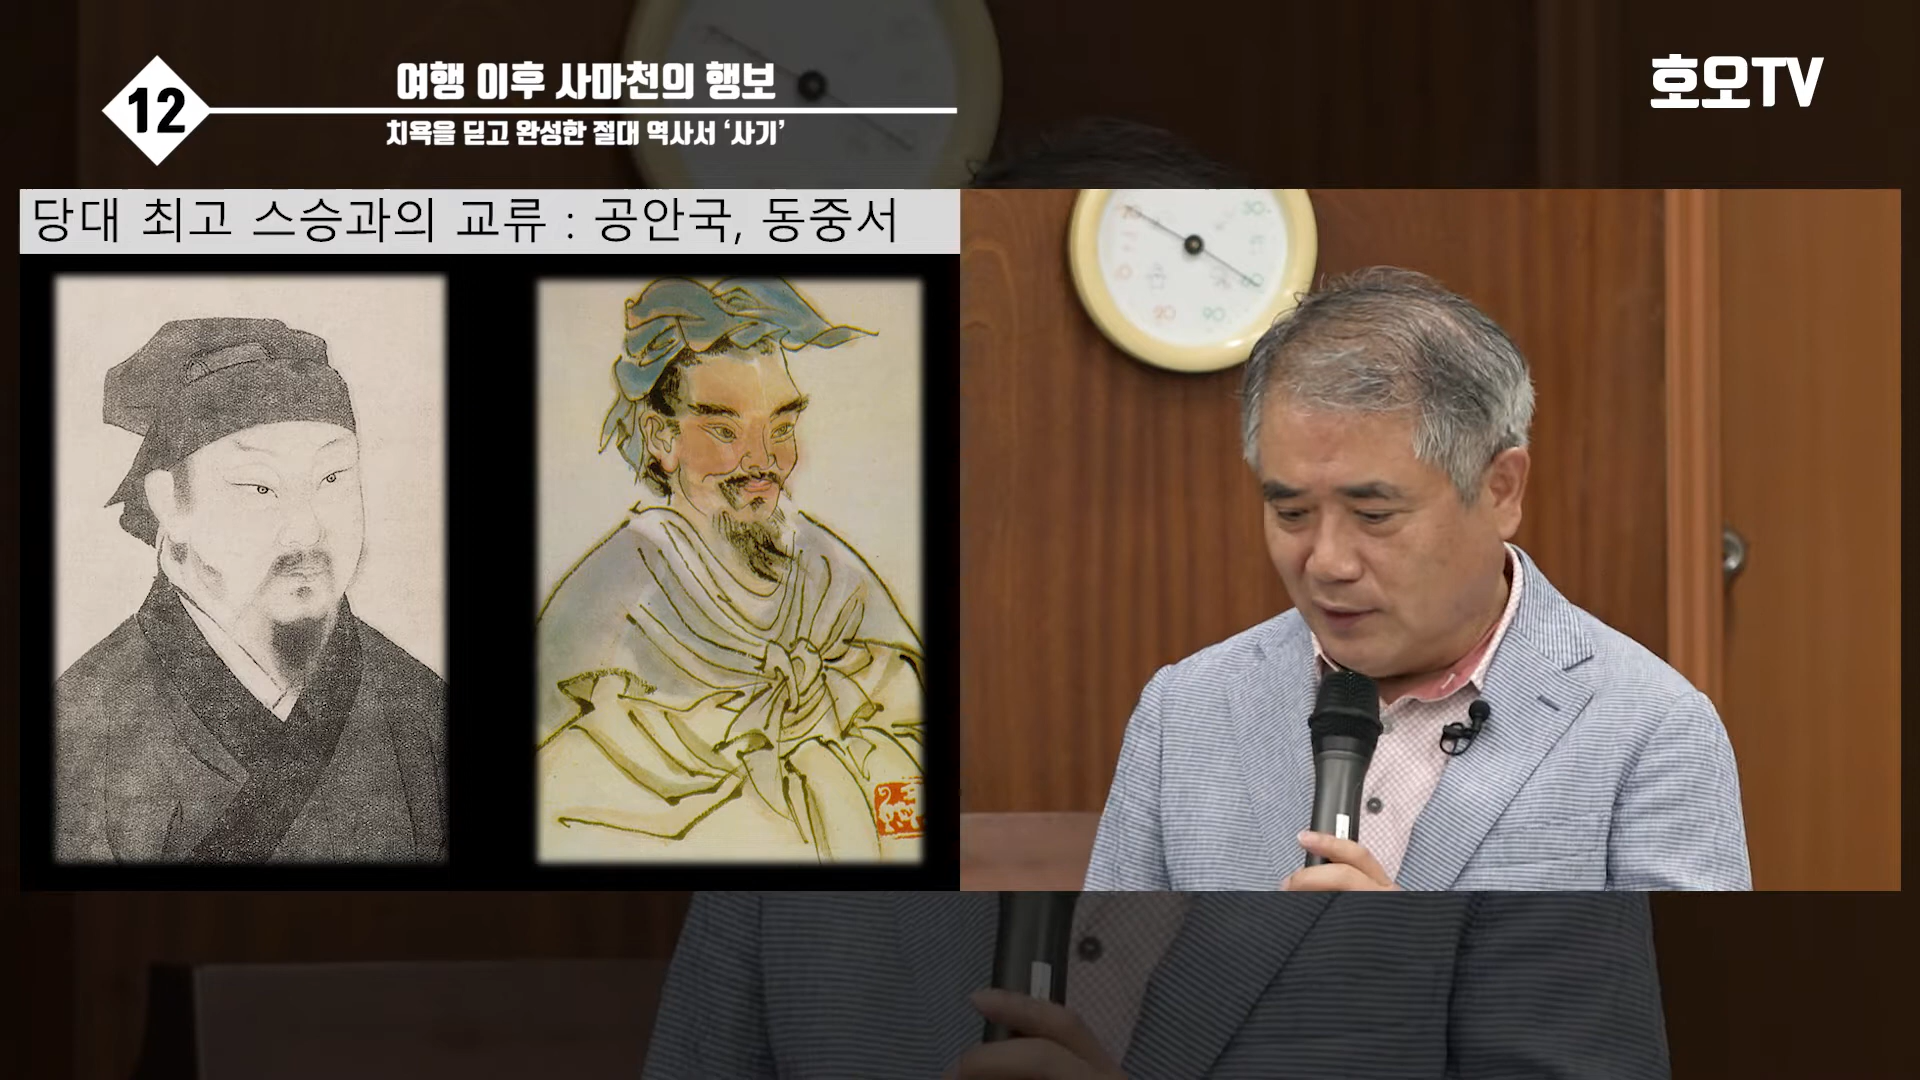 12
여행 이후 사마천의 행보
치욕을 딛고 완성한 절대 역사서 ‘사기’
호오TV
당대 최고 스승과의 교류 : 공안국, 동중서